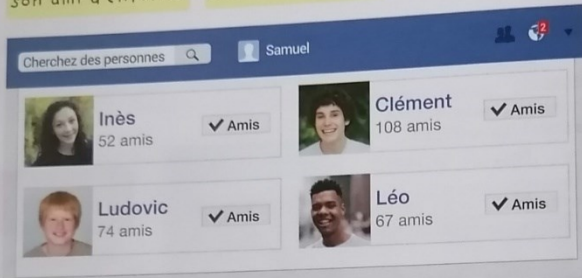 Cherchez des personnes
Samuel
2
Inès
52 amis
Amis
Clément
108 amis
Amis
Ludovic
74 amis
Amis
Léo
67 amis
Amis